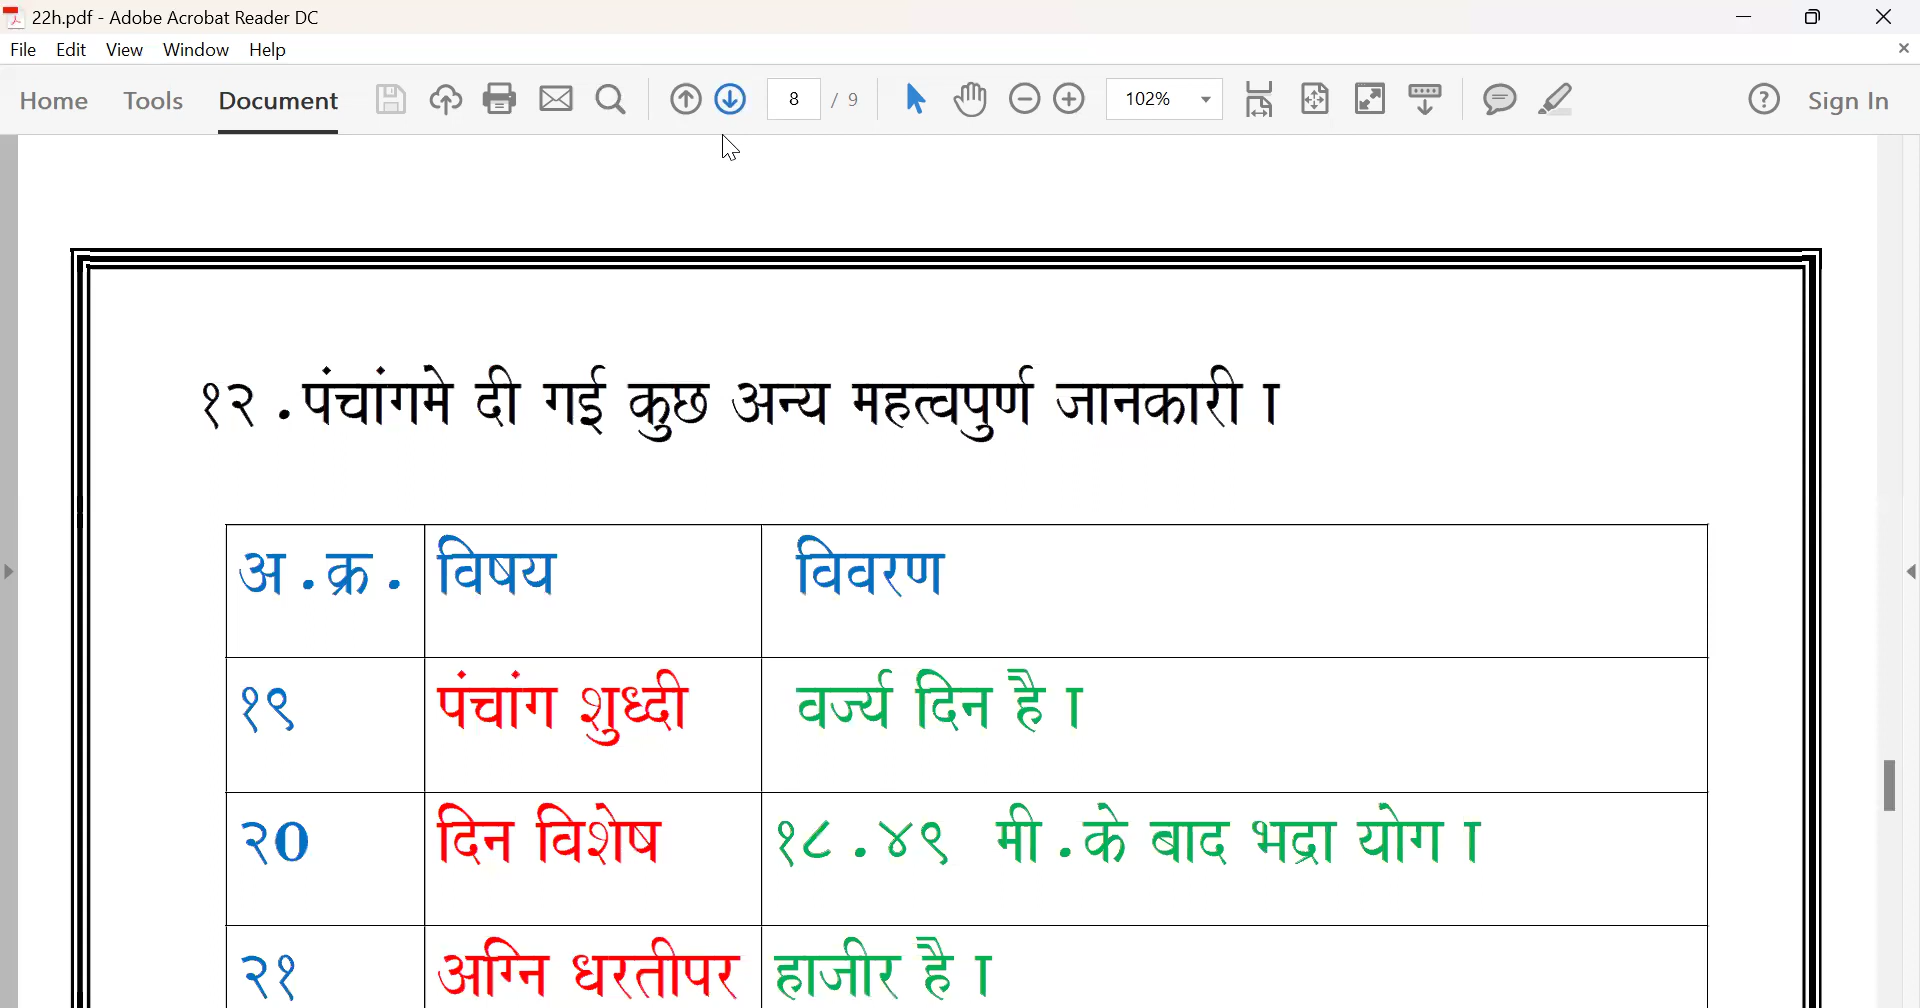 22h.pdf - Adobe Acrobat Reader DC
File Edit View Window Help
Home Tools Document 8 / 9 102% Sign In
१२ .पंचांगमे दी गई कुछ अन्य महत्वपुर्ण जानकारी ।
अ .क्र . विषय विवरण
१९ पंचांग शुध्दी वर्ज्य दिन है ।
२0 दिन विशेष १८ .४९ मी .के बाद भद्रा योग ।
२१ अग्नि धरतीपर हाजीर है ।